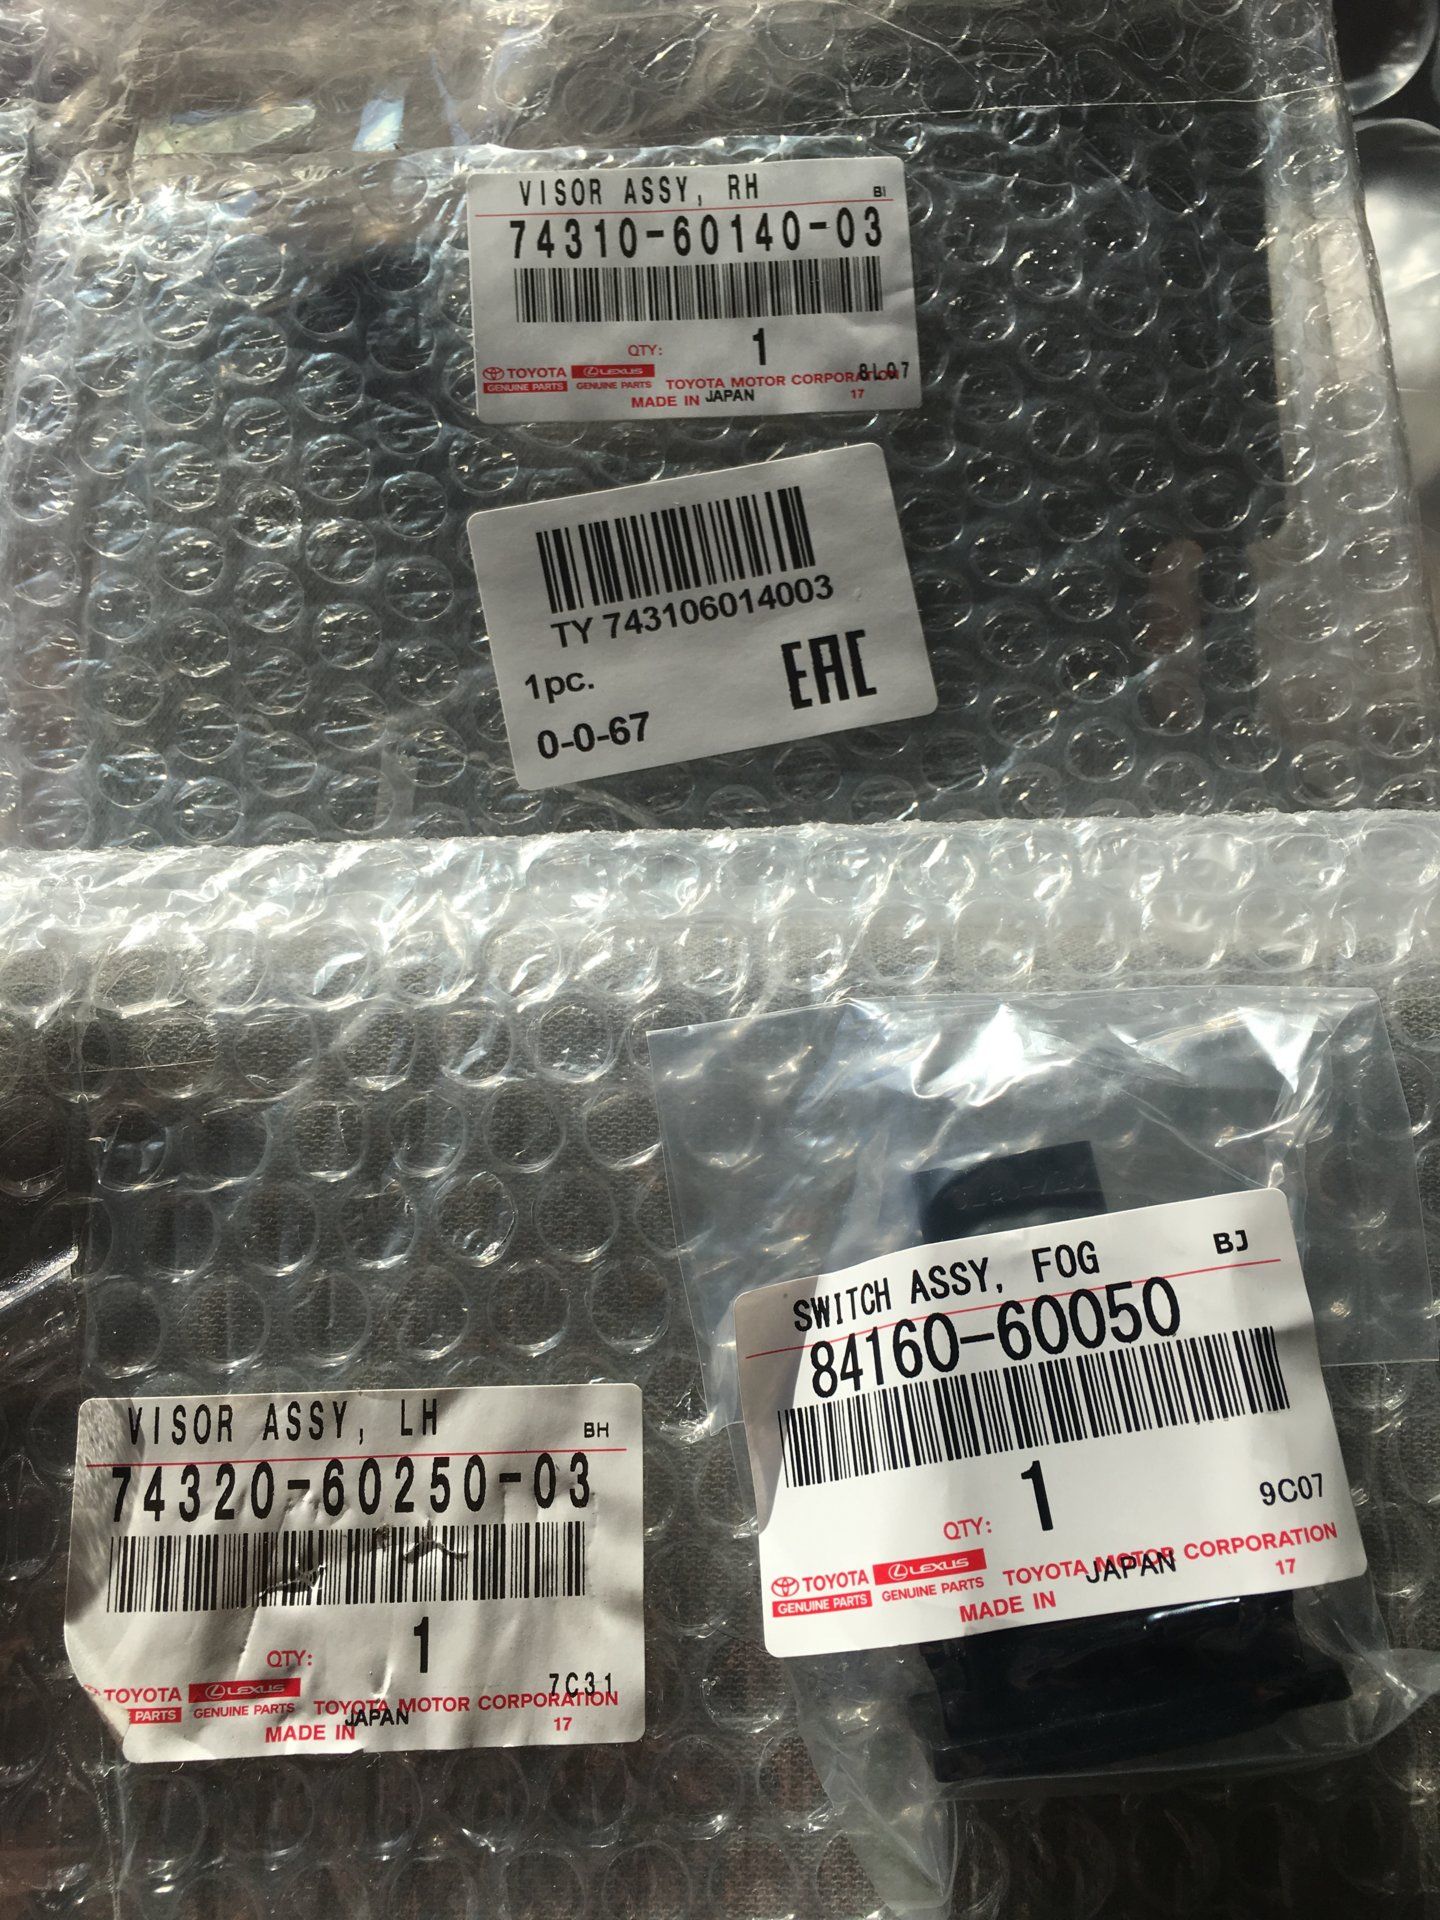 VISOR ASSY, RH
BI
74310-60140-03
QTY: 1
TOYOTA
GENUINE PARTS
LEXUS
GENUINE PARTS
TOYOTA MOTOR CORPORATION
8L07
MADE IN JAPAN
17
TY 743106014003
1pc.
EAC
0-0-67
SWITCH ASSY, FOG
BJ
84160-60050
QTY: 1
9C07
TOYOTA
GENUINE PARTS
LEXUS
GENUINE PARTS
TOYOTA MOTOR CORPORATION
MADE IN JAPAN
17
VISOR ASSY, LH
BH
74320-60250-03
QTY: 1
7C31
TOYOTA
PARTS
LEXUS
GENUINE PARTS
TOYOTA MOTOR CORPORATION
MADE IN JAPAN
17